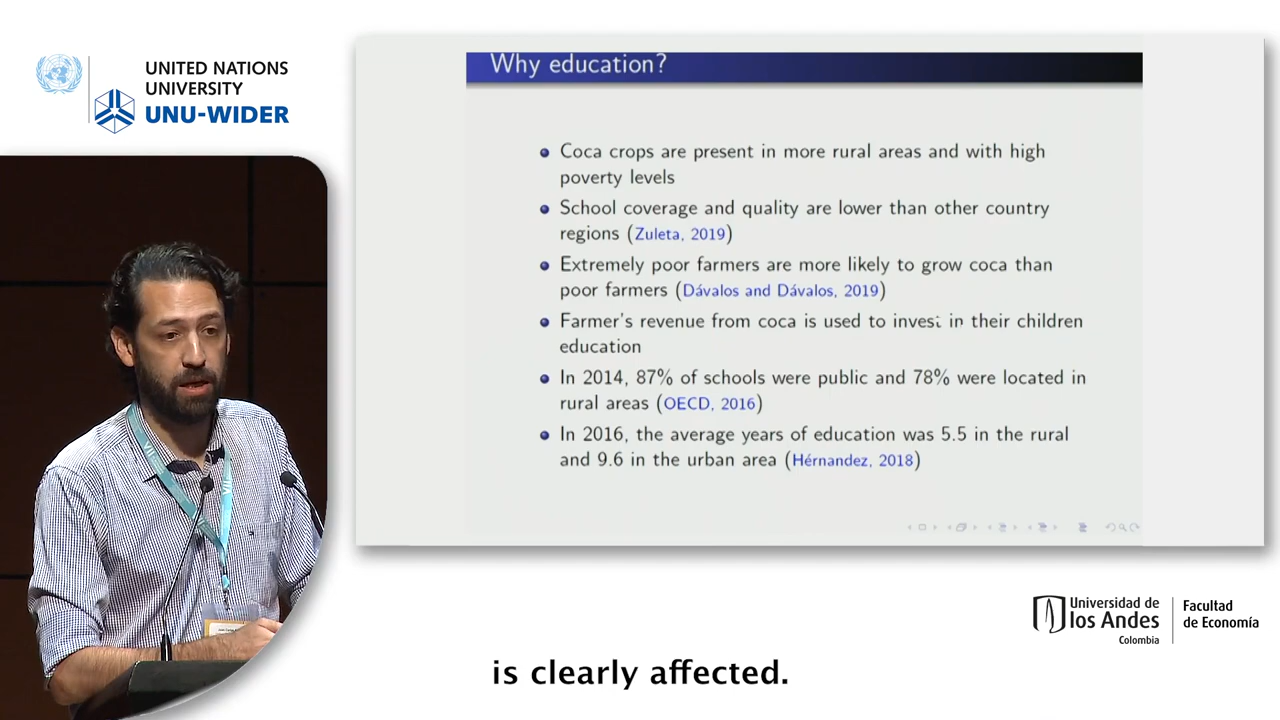 UNITED NATIONS
UNIVERSITY
UNU-WIDER
Why education?
Coca crops are present in more rural areas and with high
poverty levels
School coverage and quality are lower than other country
regions (Zuleta, 2019)
Extremely poor farmers are more likely to grow coca than
poor farmers (Dávalos and Dávalos, 2019)
Farmer's revenue from coca is used to invest in their children
education
In 2014, 87% of schools were public and 78% were located in
rural areas (OECD, 2016)
In 2016, the average years of education was 5.5 in the rural
and 9.6 in the urban area (Hérnandez, 2018)
Universidad de
los Andes
Colombia
Facultad
de Economía
is clearly affected.